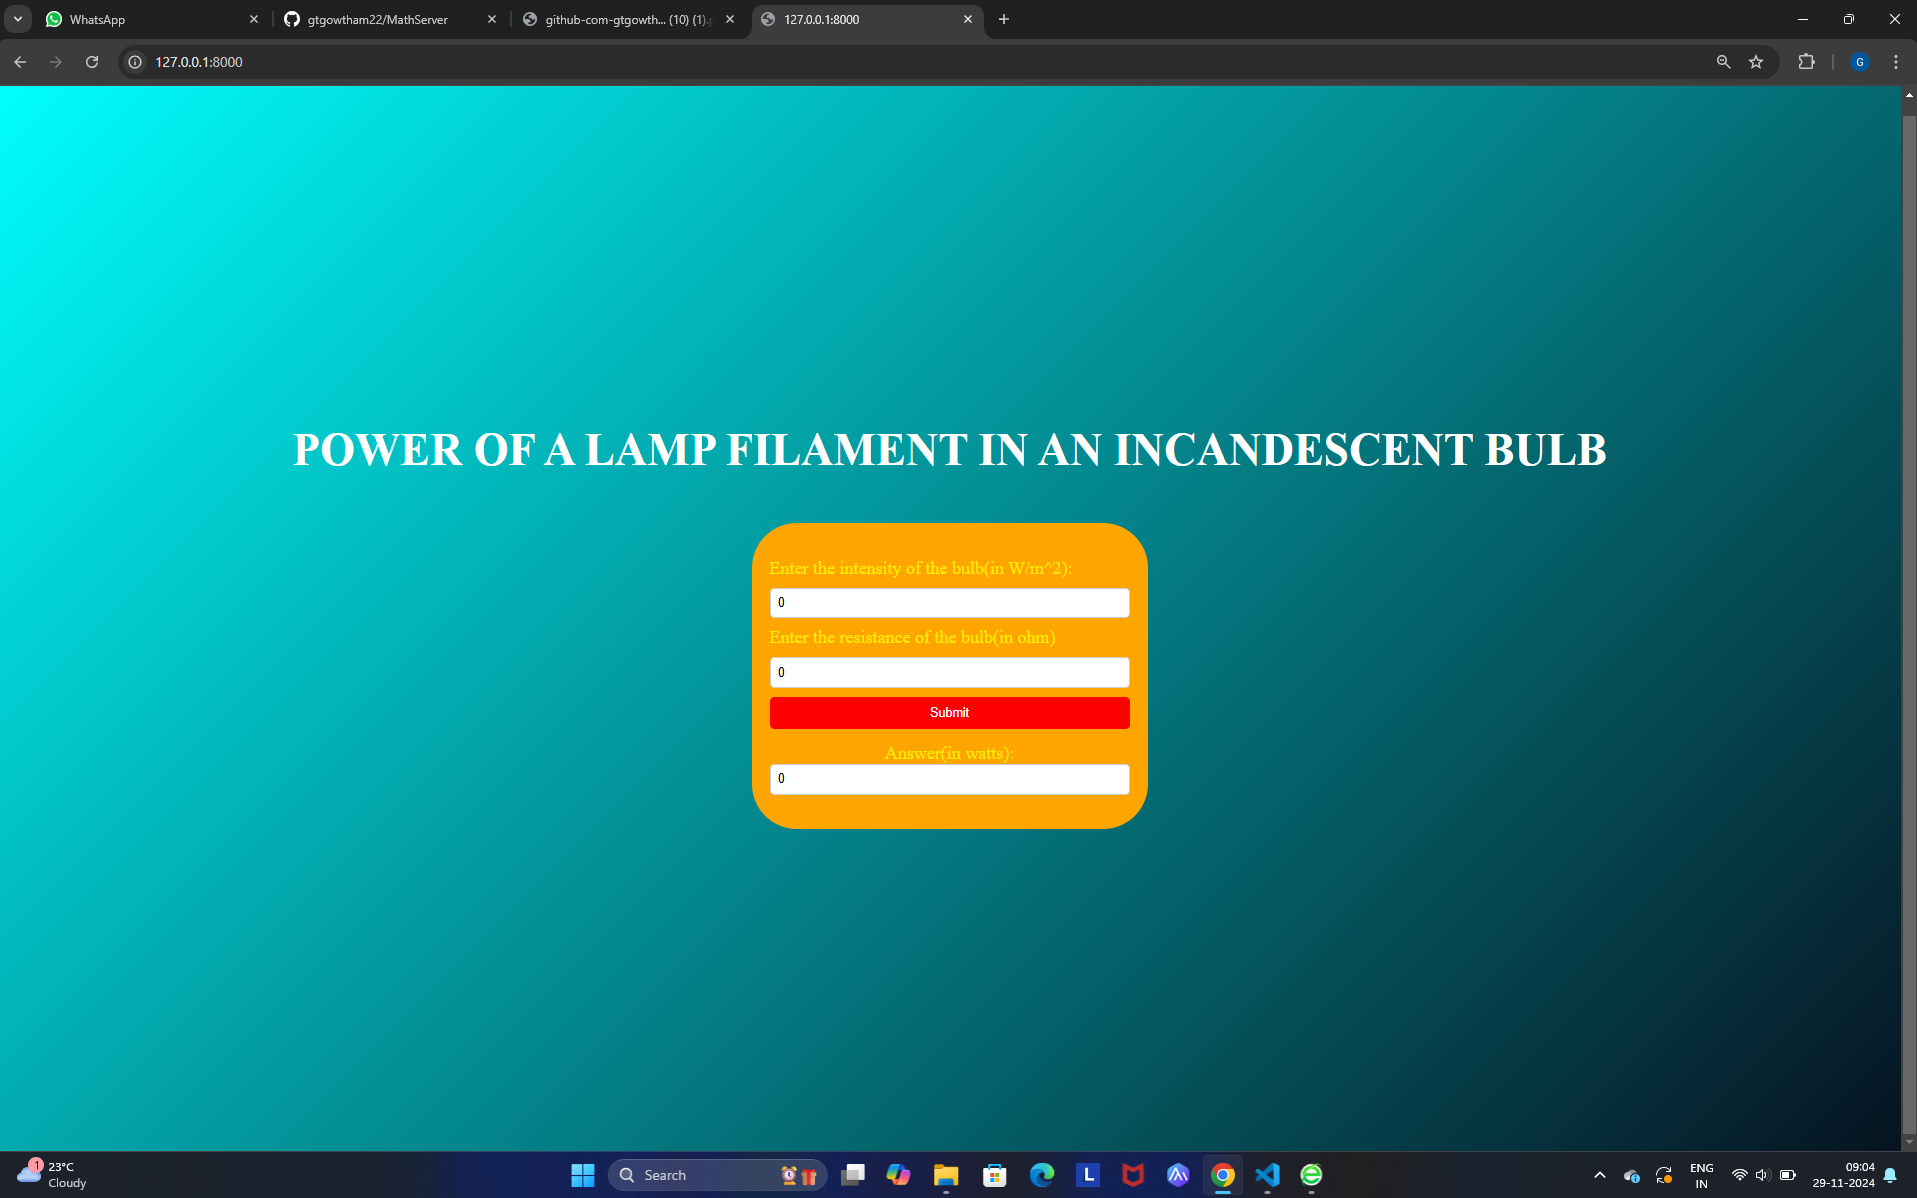 WhatsApp
gtgowtham22/MathServer
github-com-gtgowth... (10) (1).p
127.0.0.1:8000
127.0.0.1:8000
G
POWER OF A LAMP FILAMENT IN AN INCANDESCENT BULB
Enter the intensity of the bulb(in W/m^2):
0
Enter the resistance of the bulb(in ohm)
0
Submit
Answer(in watts):
0
1
23°C
Cloudy
Search
L
ENG
IN
09:04
29-11-2024